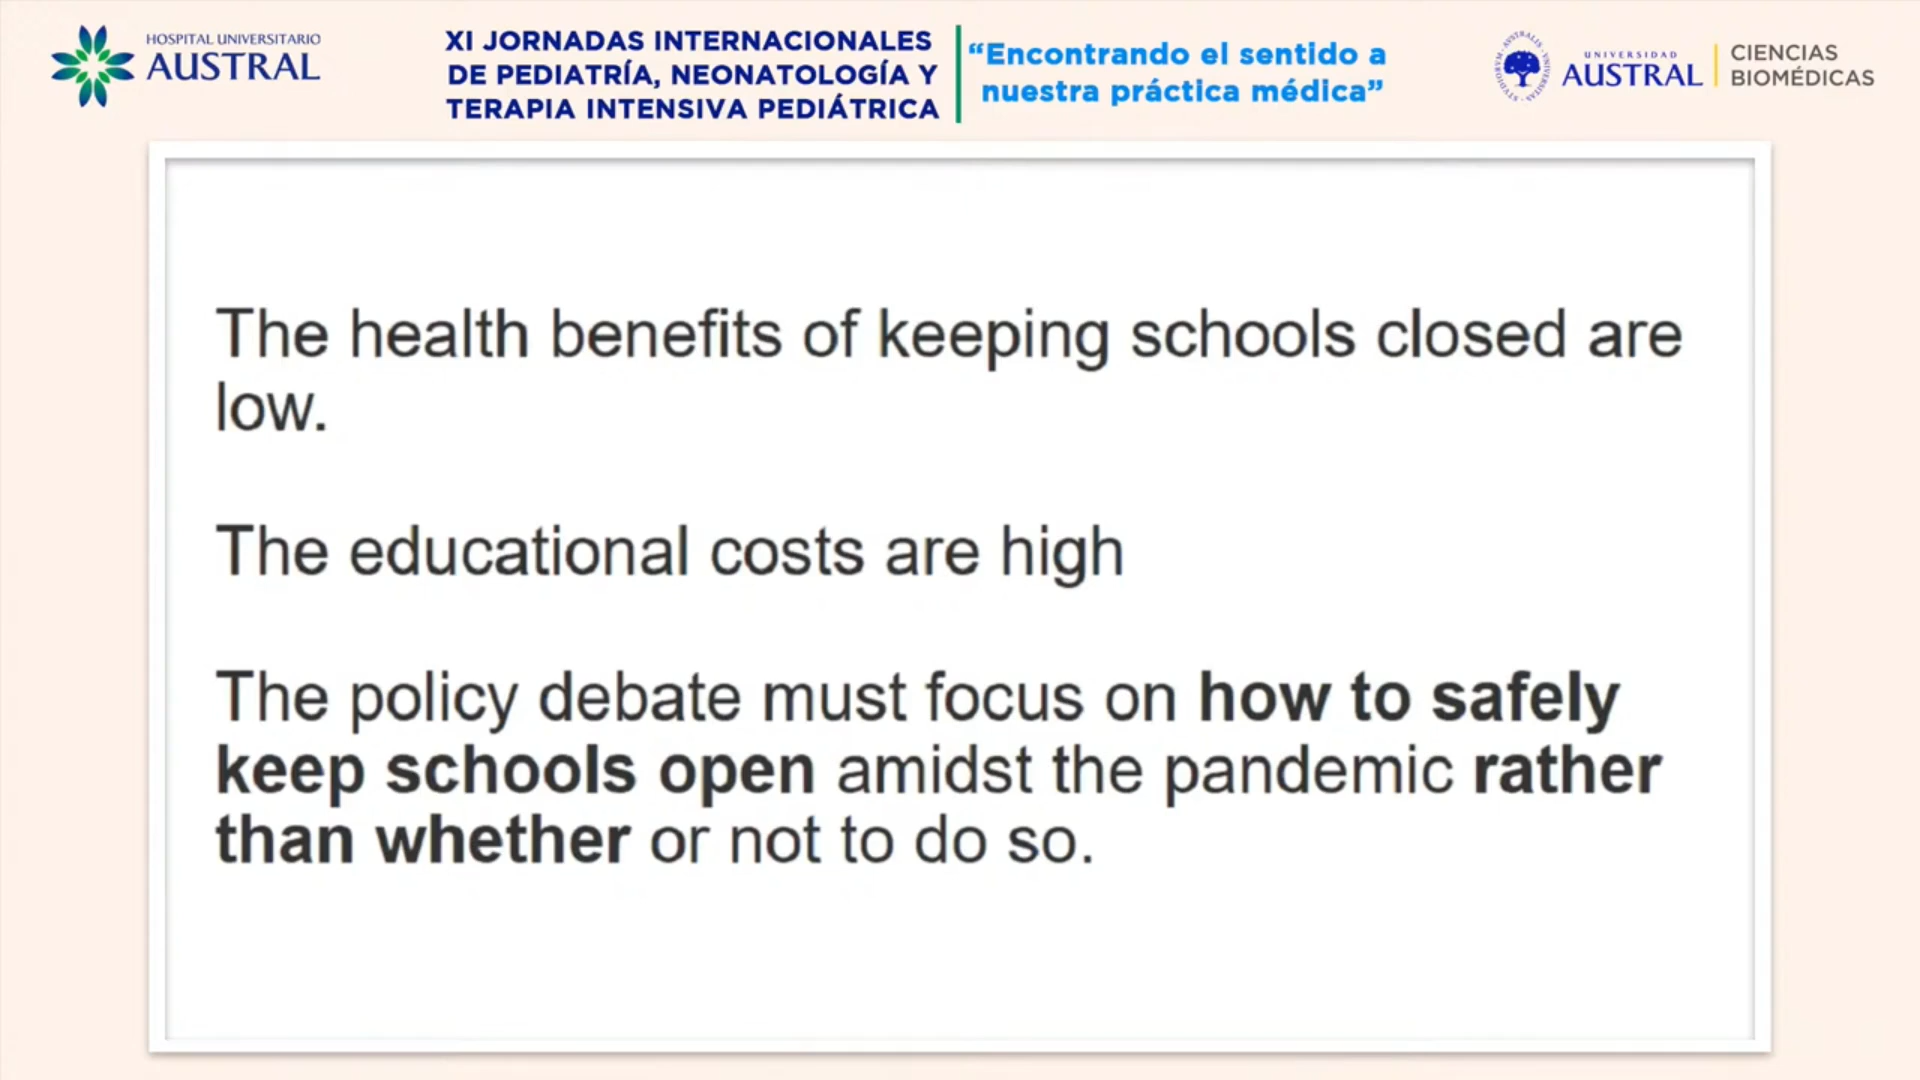 HOSPITAL UNIVERSITARIO
AUSTRAL
XI JORNADAS INTERNACIONALES
DE PEDIATRÍA, NEONATOLOGÍA Y
TERAPIA INTENSIVA PEDIÁTRICA
“Encontrando el sentido a
nuestra práctica médica”
UNIVERSIDAD
AUSTRAL
CIENCIAS
BIOMÉDICAS
The health benefits of keeping schools closed are
low.
The educational costs are high
The policy debate must focus on how to safely
keep schools open amidst the pandemic rather
than whether or not to do so.